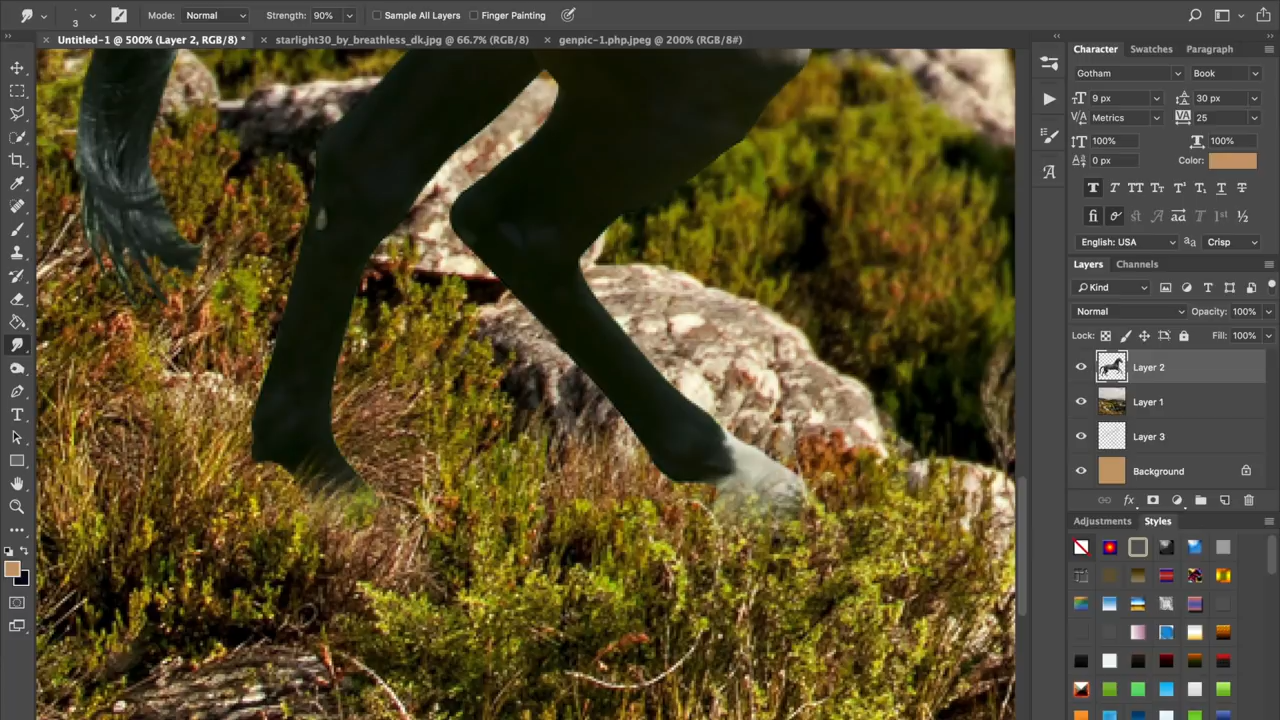 3 Mode: Normal Strength: 90% Sample All Layers Finger Painting
Untitled-1 @ 500% (Layer 2, RGB/8) * starlight30_by_breathless_dk.jpg @ 66.7% (RGB/8) genpic-1.php.jpeg @ 200% (RGB/8#)
Character Swatches Paragraph
Gotham Book
9 px 30 px
Metrics 25
100% 100%
0 px Color:
English: USA Crisp
Layers Channels
Kind
Normal Opacity: 100%
Lock: Fill: 100%
Layer 2
Layer 1
Layer 3
Background
Adjustments Styles